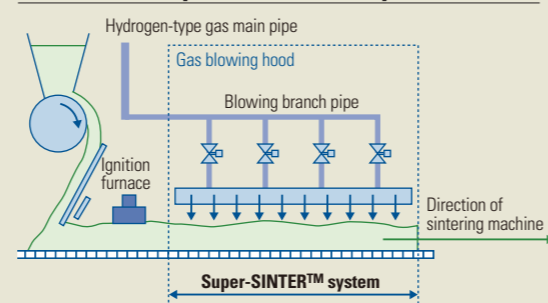 Hydrogen-type gas main pipe
Gas blowing hood
Blowing branch pipe
Ignition
furnace
Direction of
sintering machine
Super-SINTER™ system